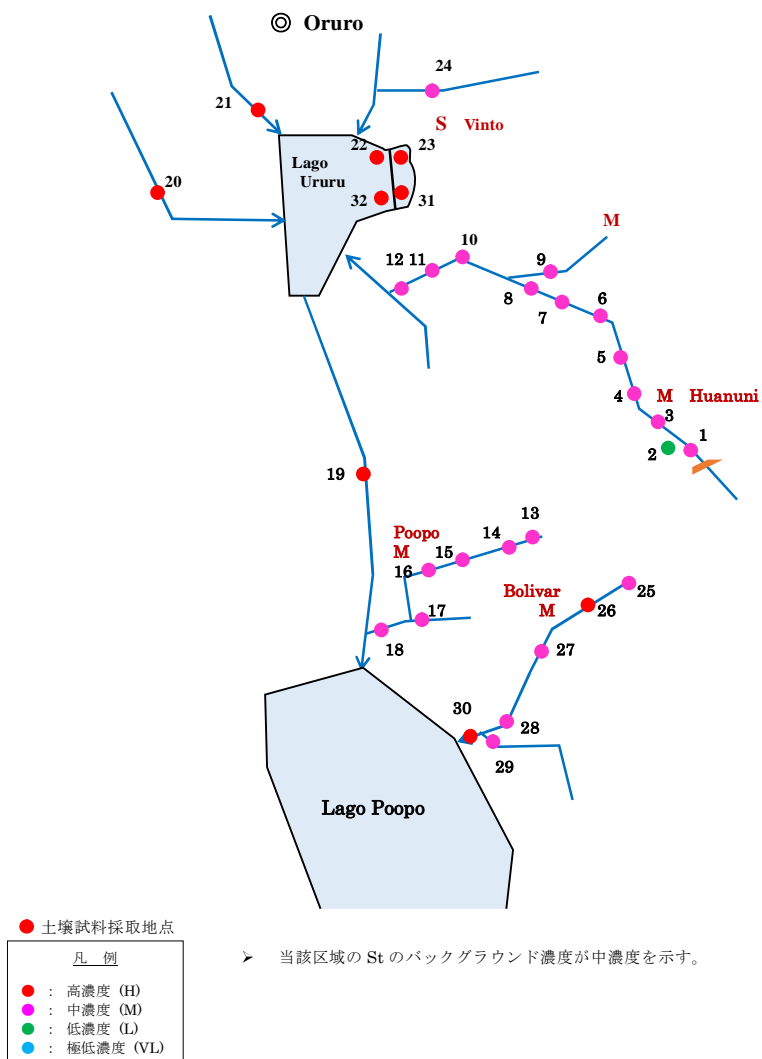 ◎ Oruro
24
21
S Vinto
22 23
Lago
Ururu
20
32 31
M
10
12 11 9
8
7 6
5
M Huanuni
4 3
1
2
19
13
Poopo
M
14
15
16
Bolivar
M
25
26
17
18
27
30
28
29
Lago Poopo
● 土壌試料採取地点
凡 例
● : 高濃度 (H)
● : 中濃度 (M)
● : 低濃度 (L)
● : 極低濃度 (VL)
➢ 当該区域の St のバックグラウンド濃度が中濃度を示す。